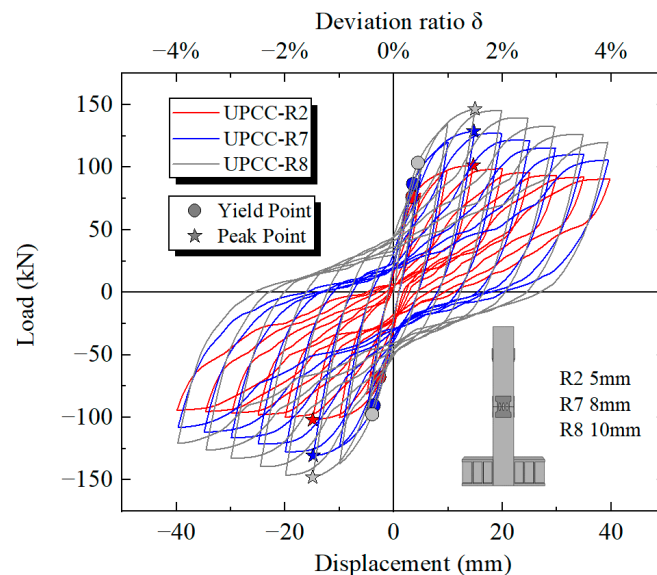 Deviation ratio δ
−4% −2% −0% 2% 4%
150
100
50
0
−50
−100
−150
Load (kN)
UPCC-R2
UPCC-R7
UPCC-R8
Yield Point
Peak Point
R2 5mm
R7 8mm
R8 10mm
−40 −20 0 20 40
Displacement (mm)